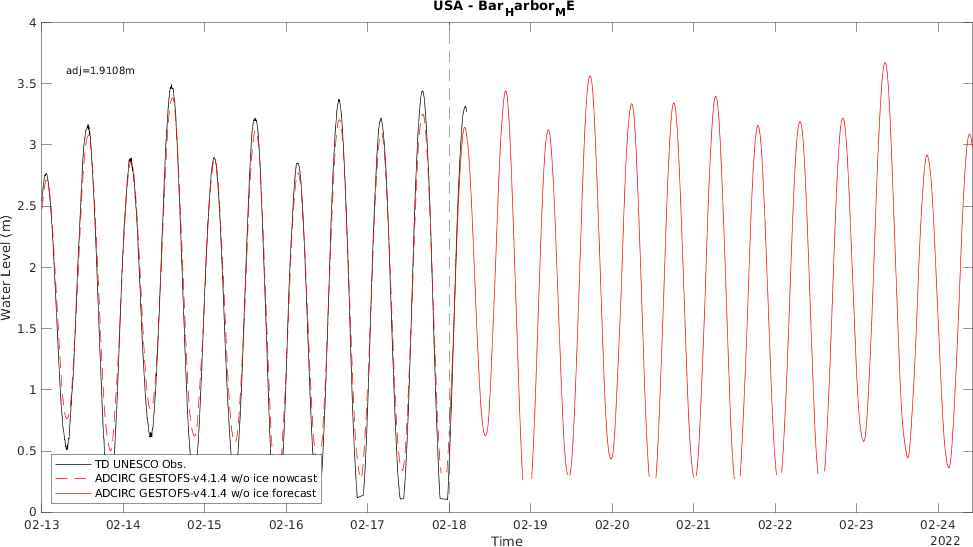 USA - Bar_Harbor_ME
4
3.5
3
2.5
2
1.5
1
0.5
0
Water Level (m)
adj=1.9108m
TD UNESCO Obs.
ADCIRC GESTOFS-v4.1.4 w/o ice nowcast
ADCIRC GESTOFS-v4.1.4 w/o ice forecast
02-13 02-14 02-15 02-16 02-17 02-18 02-19 02-20 02-21 02-22 02-23 02-24
Time
2022